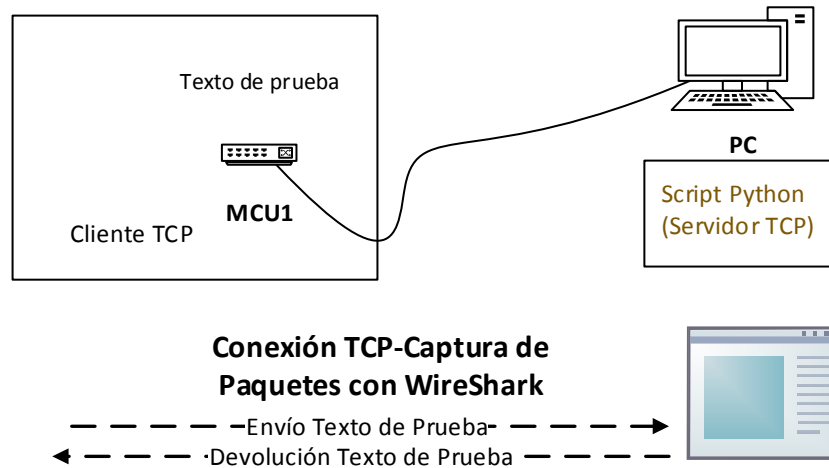 Texto de prueba
MCU1
Cliente TCP
PC
Script Python
(Servidor TCP)
Conexión TCP-Captura de
Paquetes con WireShark
Envío Texto de Prueba
Devolución Texto de Prueba